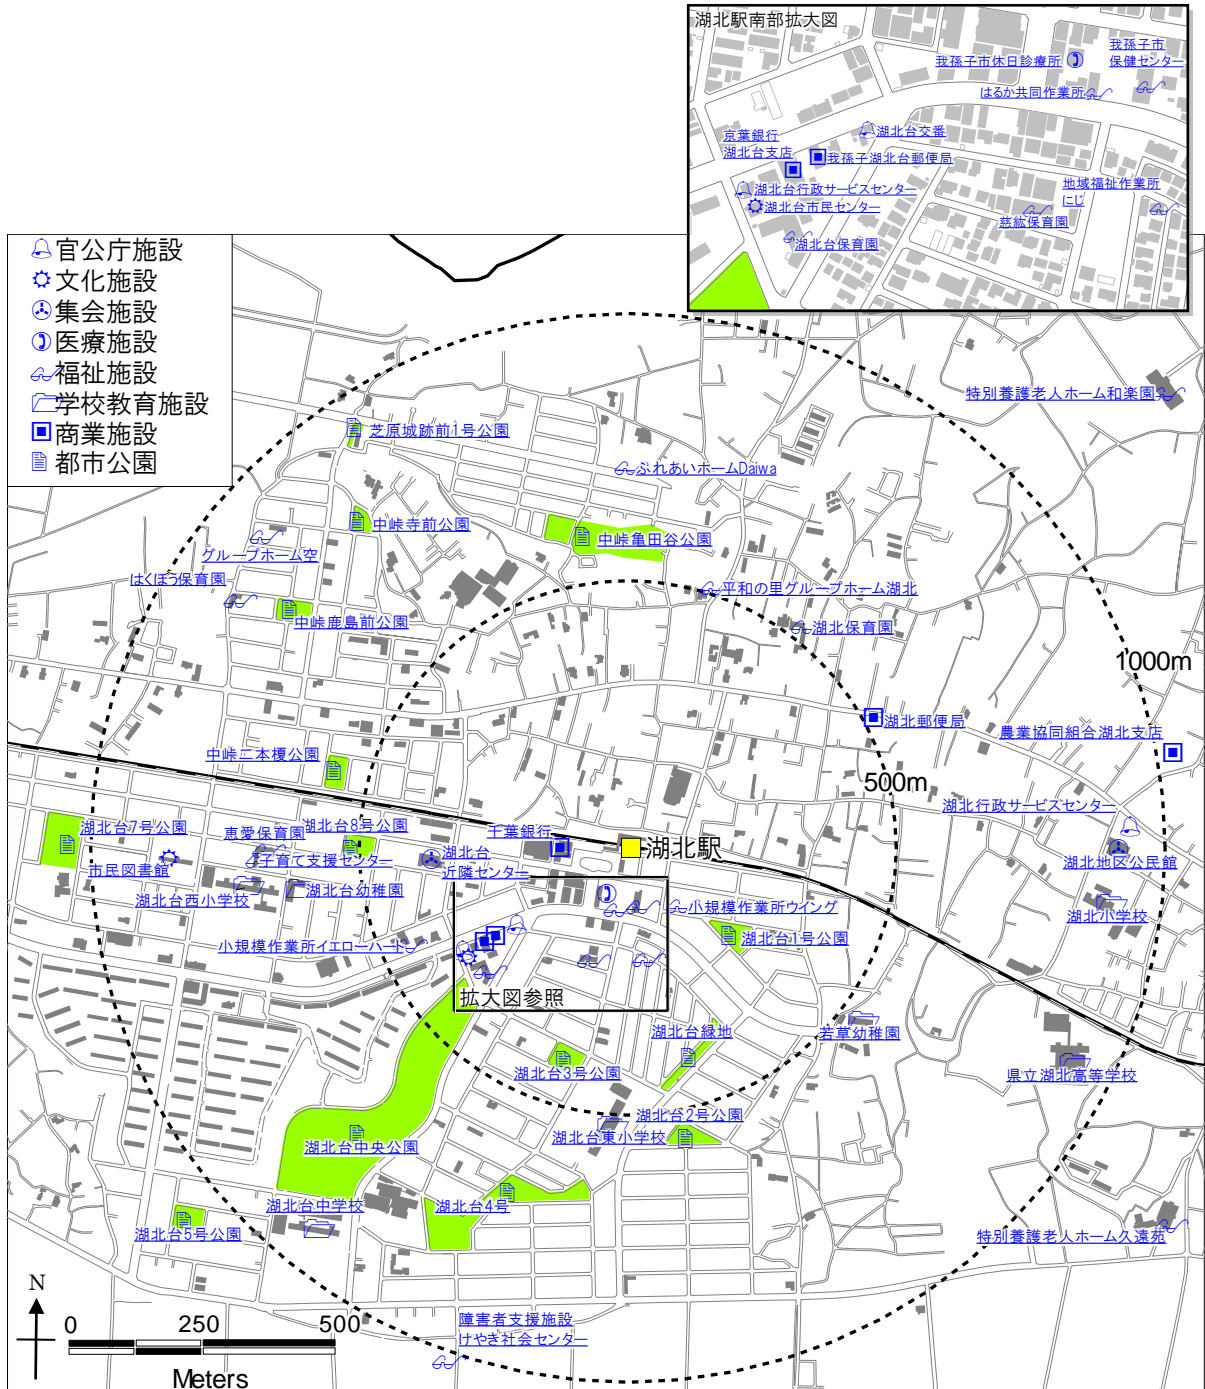 湖北駅南部拡大図
我孫子市
保健センター
我孫子市休日診療所
はるか共同作業所
湖北台交番
京葉銀行
湖北台支店
我孫子湖北台郵便局
湖北台行政サービスセンター
湖北台市民センター
地域福祉作業所
にじ
慈紘保育園
湖北台保育園
官公庁施設
文化施設
集会施設
医療施設
福祉施設
学校教育施設
商業施設
都市公園
特別養護老人ホーム和楽園
芝原城跡前1号公園
ふれあいホームDaiwa
中峠寺前公園
中峠亀田谷公園
グループホーム空
はくほう保育園
平和の里グループホーム湖北
中峠鹿島前公園
湖北保育園
1000m
湖北郵便局
農業協同組合湖北支店
中峠二本榎公園
500m
湖北行政サービスセンター
湖北台7号公園
恵愛保育園
湖北台8号公園
千葉銀行
湖北駅
市民図書館
子育て支援センター
湖北台
近隣センター
湖北地区公民館
湖北台西小学校
湖北台幼稚園
小規模作業所ウイング
湖北小学校
小規模作業所イエローハート
湖北台1号公園
拡大図参照
湖北台緑地
若草幼稚園
湖北台3号公園
県立湖北高等学校
湖北台2号公園
湖北台東小学校
湖北台中央公園
湖北台中学校
湖北台4号
湖北台5号公園
特別養護老人ホーム久遠苑
N
0 250 500
Meters
障害者支援施設
けやき社会センター